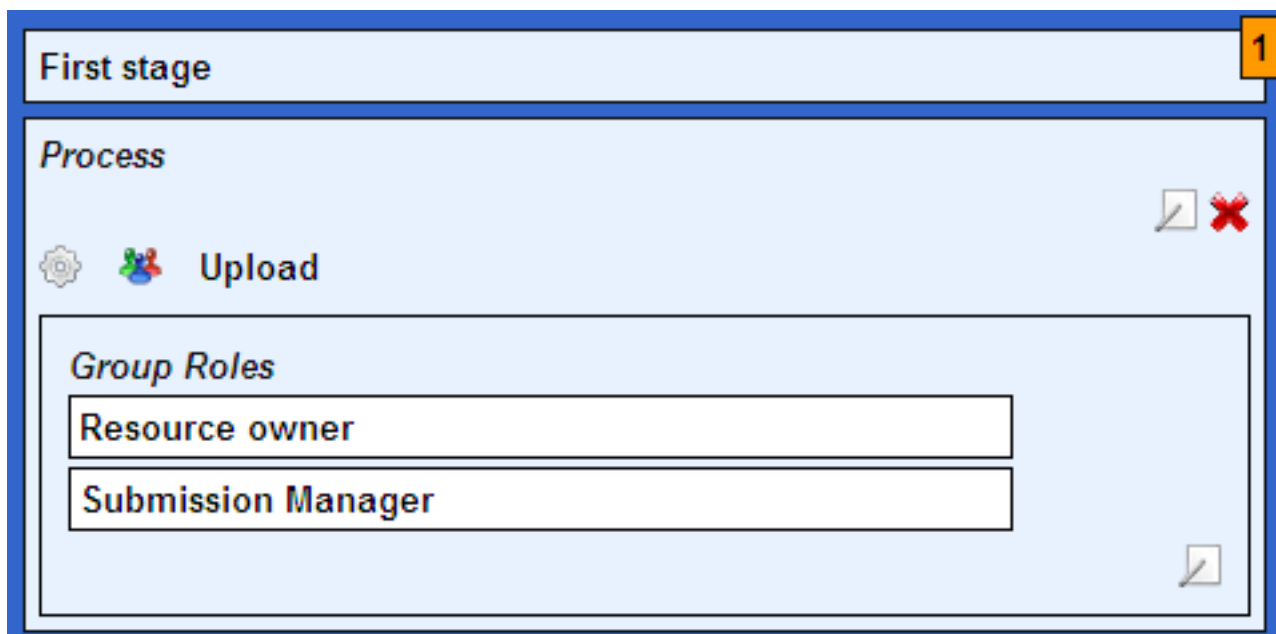 First stage
1
Process
Upload
Group Roles
Resource owner
Submission Manager